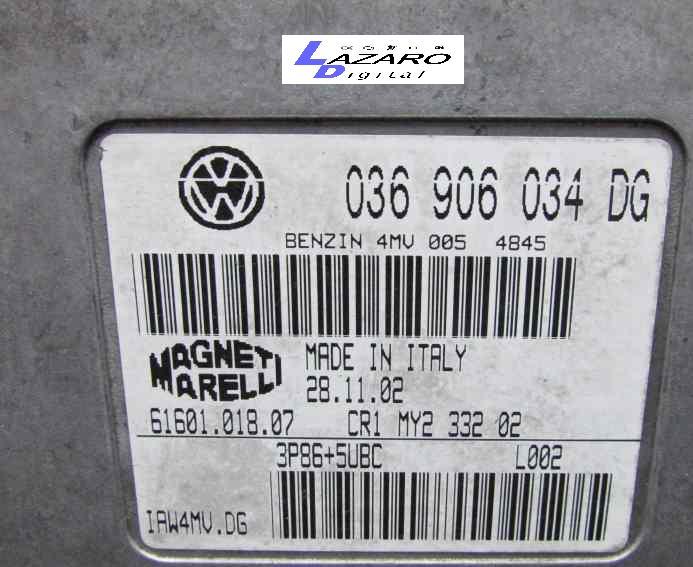 LAZARO
Digital
036 906 034 DG
BENZIN 4MV 005 4845
MAGNETI
MARELLI
MADE IN ITALY
28.11.02
61601.018.07 CR1 MY2 332 02
3P86+5UBC L002
IAW4MV.DG